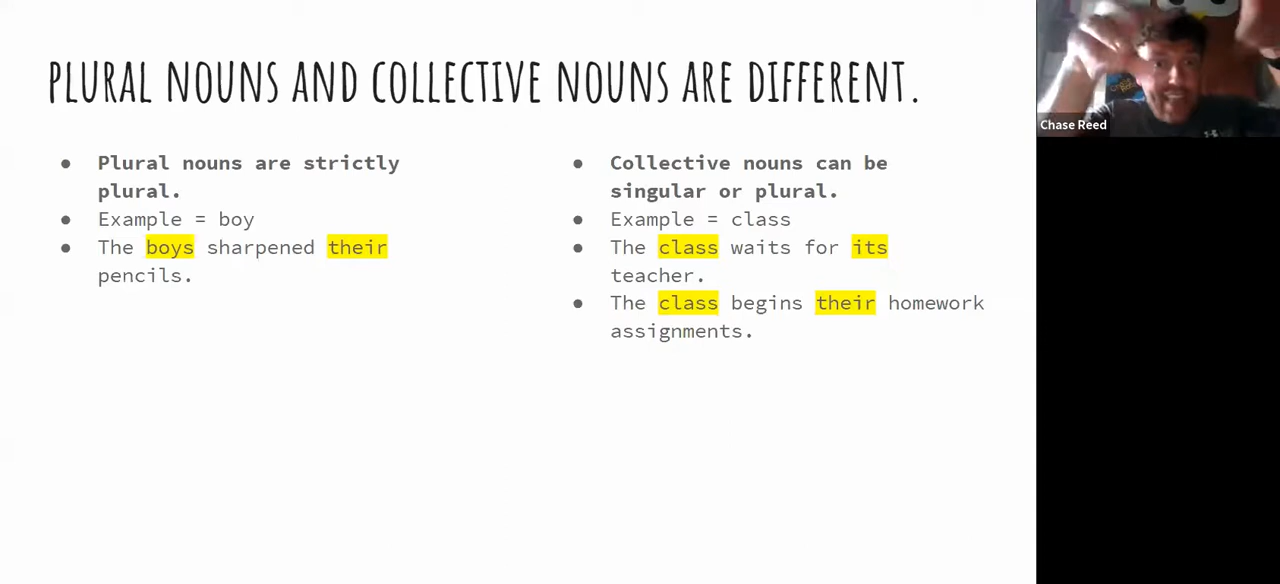 PLURAL NOUNS AND COLLECTIVE NOUNS ARE DIFFERENT.
● Plural nouns are strictly
plural.
● Example = boy
● The boys sharpened their
pencils.
● Collective nouns can be
singular or plural.
● Example = class
● The class waits for its
teacher.
● The class begins their homework
assignments.
Chase Reed